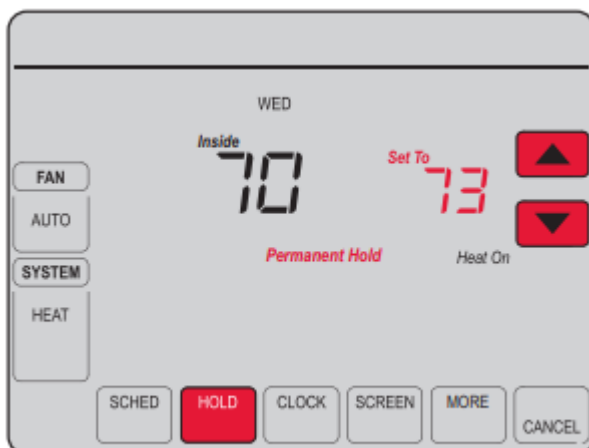 WED
Inside
70
Set To
73
FAN
AUTO
Permanent Hold
Heat On
SYSTEM
HEAT
SCHED HOLD CLOCK SCREEN MORE CANCEL